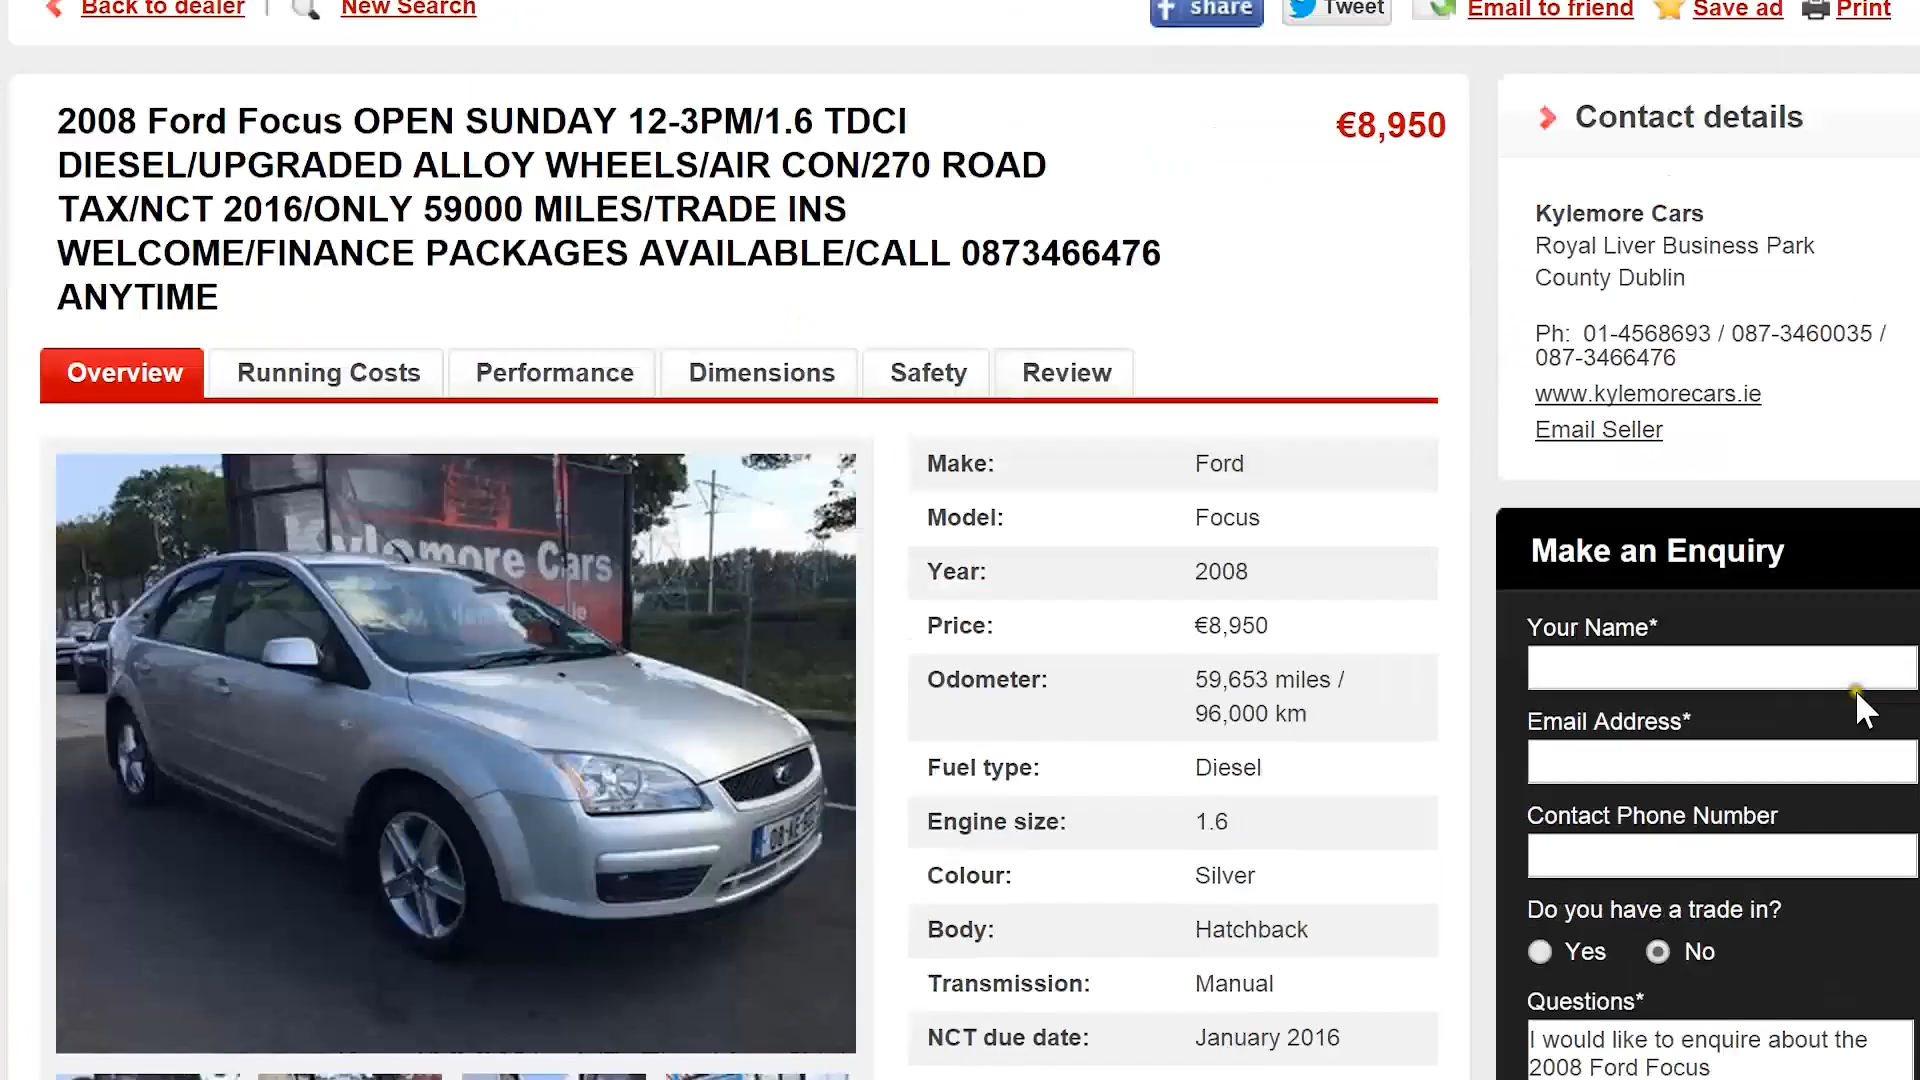 Back to dealer | New Search
share Tweet Email to friend Save ad Print
2008 Ford Focus OPEN SUNDAY 12-3PM/1.6 TDCI
DIESEL/UPGRADED ALLOY WHEELS/AIR CON/270 ROAD
TAX/NCT 2016/ONLY 59000 MILES/TRADE INS
WELCOME/FINANCE PACKAGES AVAILABLE/CALL 0873466476
ANYTIME
€8,950
Overview Running Costs Performance Dimensions Safety Review
Kylemore Cars
Make: Ford
Model: Focus
Year: 2008
Price: €8,950
Odometer: 59,653 miles /
96,000 km
Fuel type: Diesel
Engine size: 1.6
Colour: Silver
Body: Hatchback
Transmission: Manual
NCT due date: January 2016
Contact details
Kylemore Cars
Royal Liver Business Park
County Dublin
Ph: 01-4568693 / 087-3460035 /
087-3466476
www.kylemorecars.ie
Email Seller
Make an Enquiry
Your Name*
Email Address*
Contact Phone Number
Do you have a trade in?
Yes No
Questions*
I would like to enquire about the
2008 Ford Focus